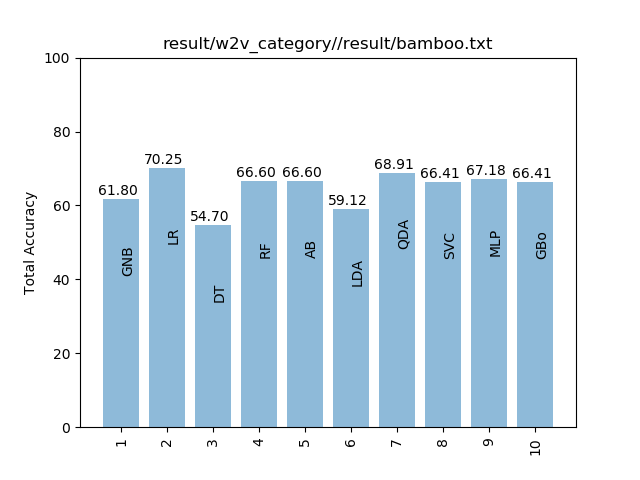 result/w2v_category//result/bamboo.txt
Total Accuracy
100
80
60
40
20
0
61.80
70.25
54.70
66.60
66.60
59.12
68.91
66.41
67.18
66.41
GNB
LR
DT
RF
AB
LDA
QDA
SVC
MLP
GBo
1
2
3
4
5
6
7
8
9
10